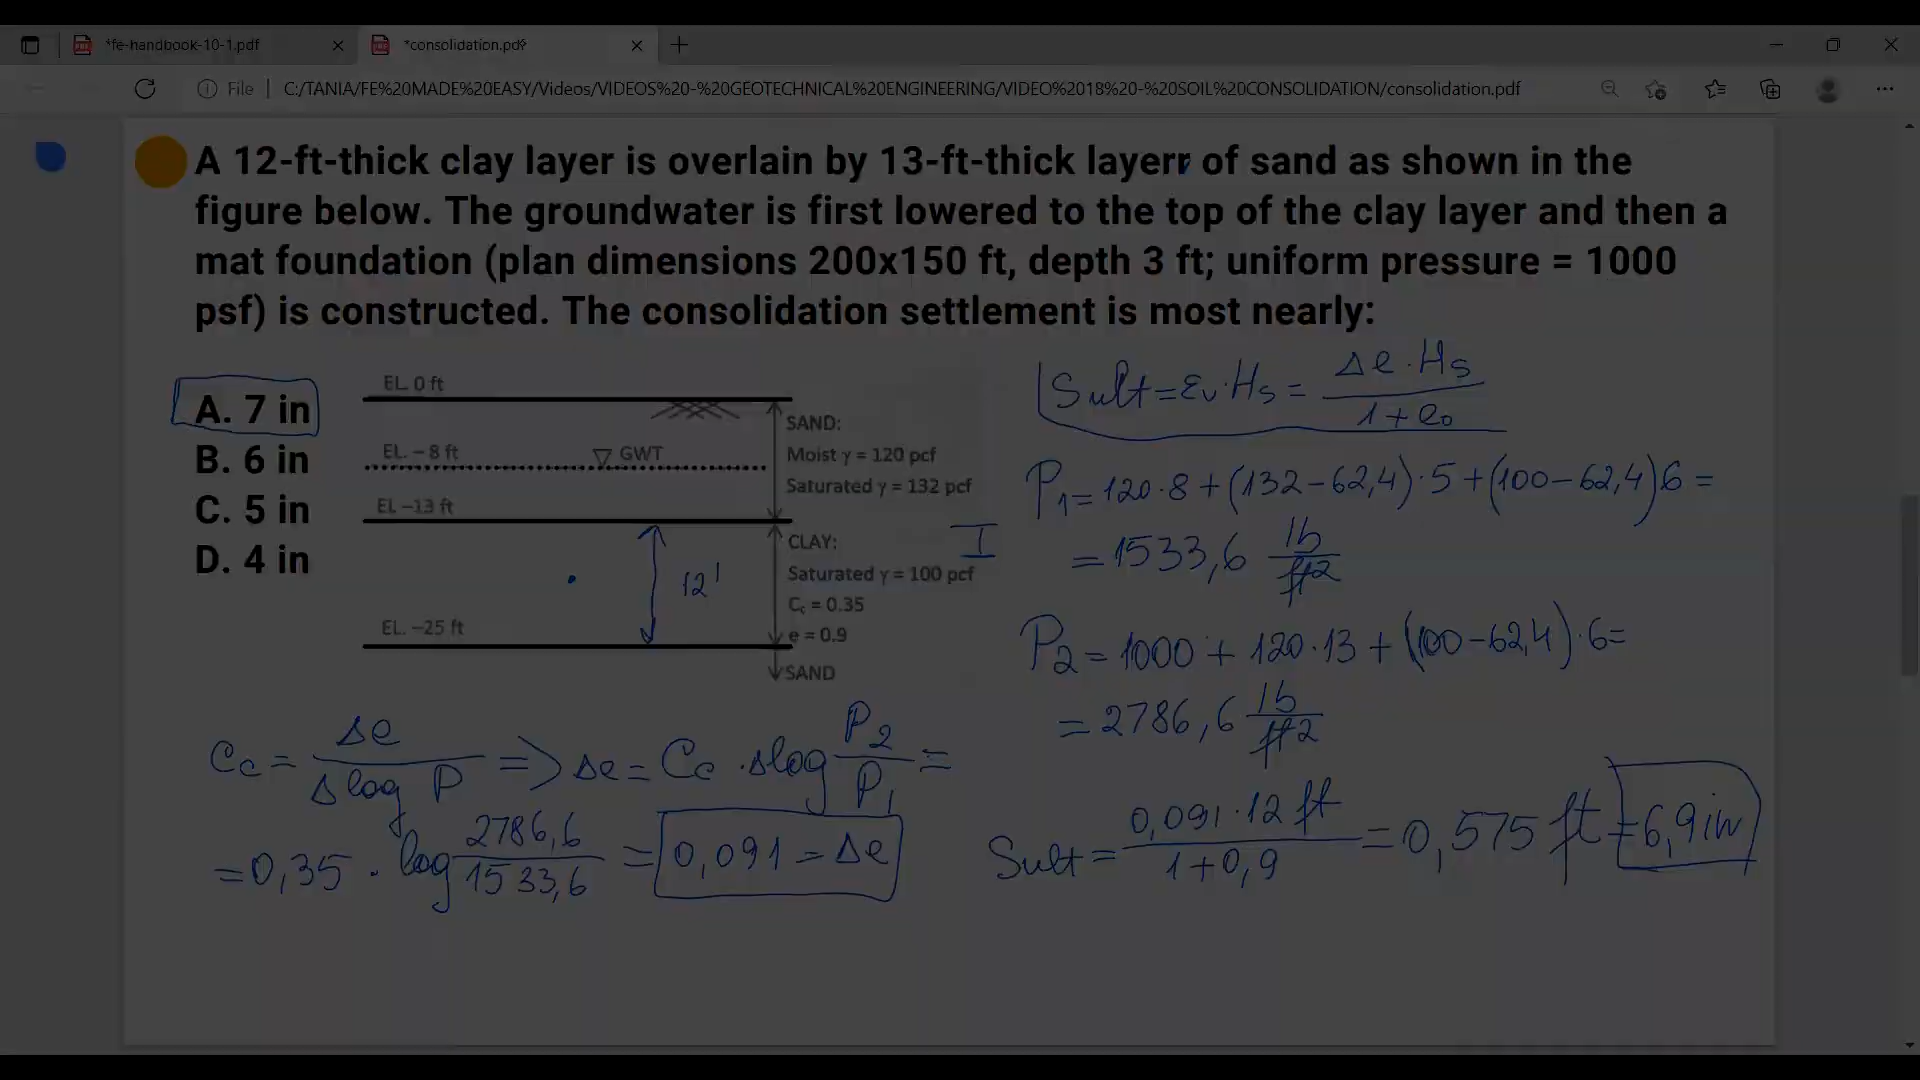 *fe-handbook-10-1.pdf
*consolidation.pdf
File
C:/TANIA/FE%20MADE%20EASY/Videos/VIDEOS%20-%20GEOTECHNICAL%20ENGINEERING/VIDEO%2018%20-%20SOIL%20CONSOLIDATION/consolidation.pdf
A 12-ft-thick clay layer is overlain by 13-ft-thick layerr of sand as shown in the
figure below. The groundwater is first lowered to the top of the clay layer and then a
mat foundation (plan dimensions 200x150 ft, depth 3 ft; uniform pressure = 1000
psf) is constructed. The consolidation settlement is most nearly:
A. 7 in
B. 6 in
C. 5 in
D. 4 in
EL. 0 ft
EL. – 8 ft
GWT
EL –13 ft
EL. –25 ft
12'
SAND:
Moist γ = 120 pcf
Saturated γ = 132 pcf
CLAY:
Saturated γ = 100 pcf
Cc = 0.35
e = 0.9
SAND
Sult = εv·Hs = Δe·Hs / 1+e0
P1 = 120·8 + (132-62,4)·5 + (100-62,4)6 =
= 1533,6 lb/ft2
P2 = 1000 + 120·13 + (100-62,4)·6 =
= 2786,6 lb/ft2
Cc = Δe / Δlog P => Δe = Cc · Δlog P2/P1 =
= 0,35 · log 2786,6/1533,6 = 0,091 = Δe
Sult = 0,091·12 ft / 1+0,9 = 0,575 ft = 6,9in